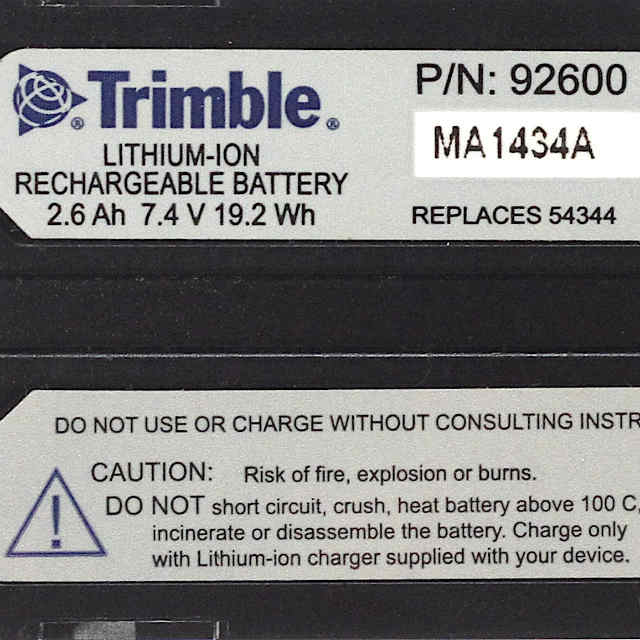 Trimble®
LITHIUM-ION
RECHARGEABLE BATTERY
2.6 Ah 7.4 V 19.2 Wh
P/N: 92600
MA1434A
REPLACES 54344
DO NOT USE OR CHARGE WITHOUT CONSULTING INSTR
CAUTION: Risk of fire, explosion or burns.
DO NOT short circuit, crush, heat battery above 100 C,
incinerate or disassemble the battery. Charge only
with Lithium-ion charger supplied with your device.